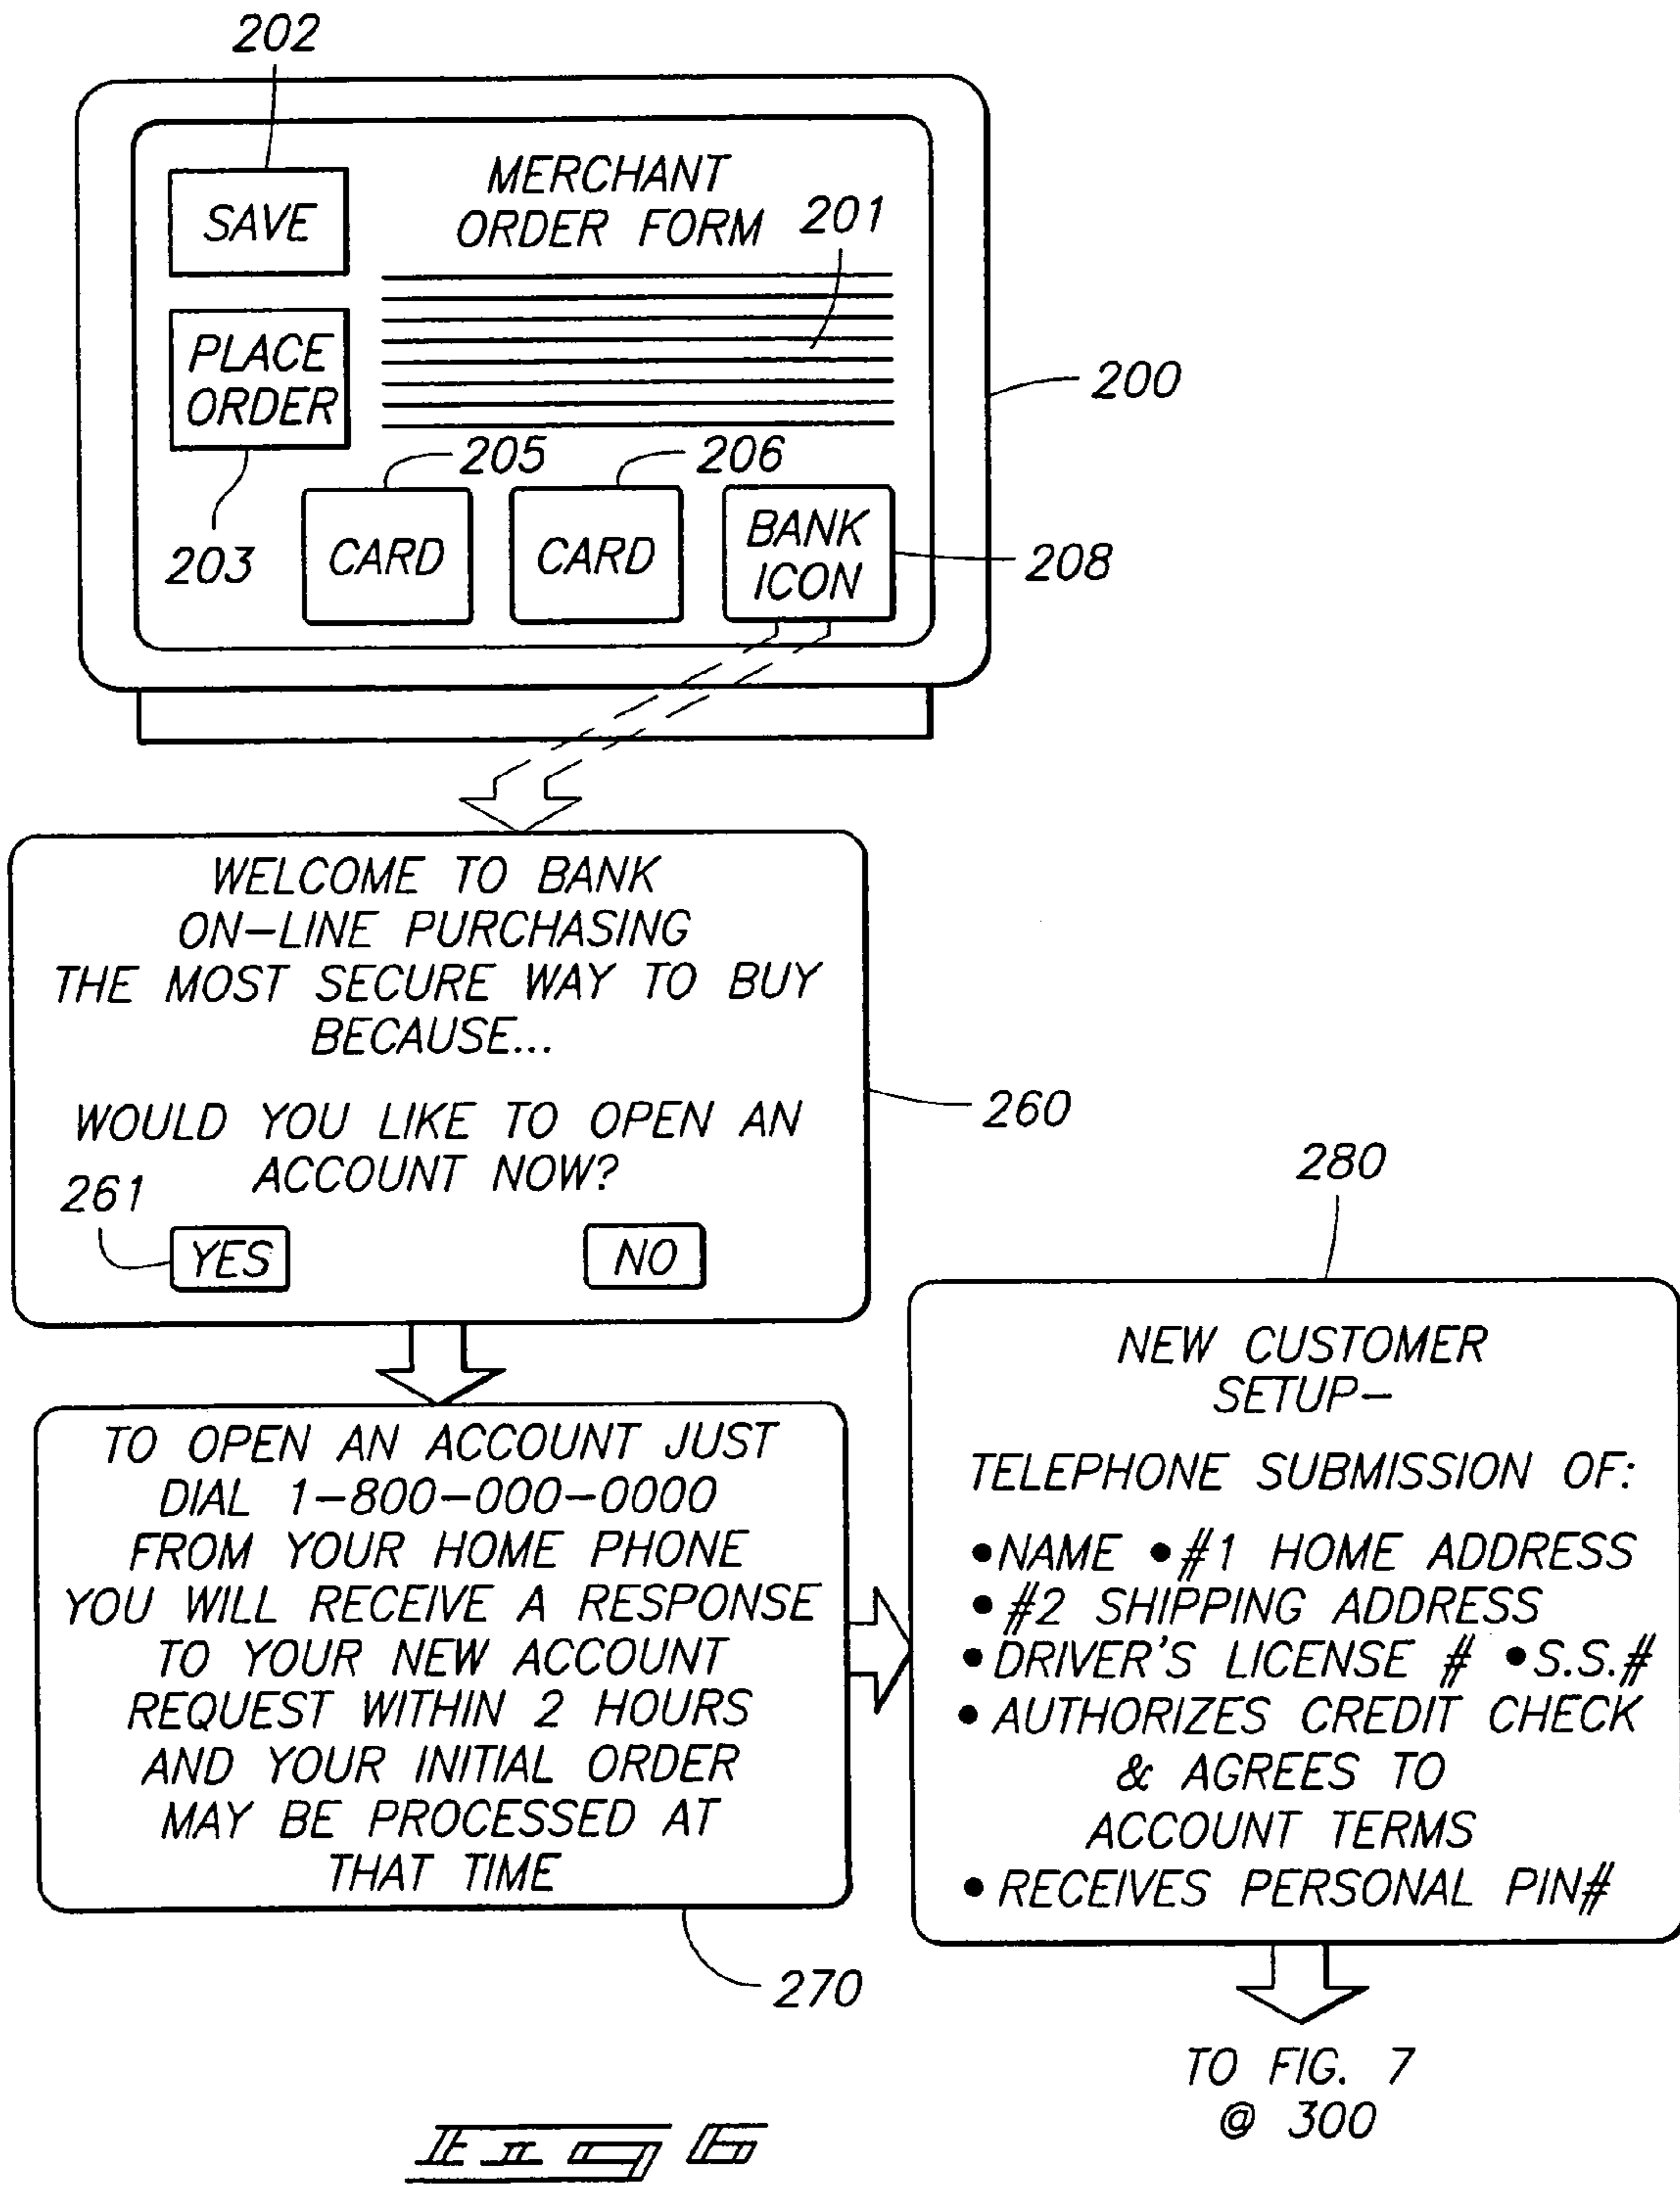 202
SAVE
MERCHANT
ORDER FORM
201
PLACE
ORDER
200
205
206
203
CARD
CARD
BANK
ICON
208
WELCOME TO BANK
ON-LINE PURCHASING
THE MOST SECURE WAY TO BUY
BECAUSE...
WOULD YOU LIKE TO OPEN AN
ACCOUNT NOW?
260
261
YES
NO
TO OPEN AN ACCOUNT JUST
DIAL 1-800-000-0000
FROM YOUR HOME PHONE
YOU WILL RECEIVE A RESPONSE
TO YOUR NEW ACCOUNT
REQUEST WITHIN 2 HOURS
AND YOUR INITIAL ORDER
MAY BE PROCESSED AT
THAT TIME
270
280
NEW CUSTOMER
SETUP-
TELEPHONE SUBMISSION OF:
•NAME •#1 HOME ADDRESS
•#2 SHIPPING ADDRESS
•DRIVER'S LICENSE # •S.S.#
•AUTHORIZES CREDIT CHECK
& AGREES TO
ACCOUNT TERMS
•RECEIVES PERSONAL PIN#
TO FIG. 7
@ 300
Fig 6